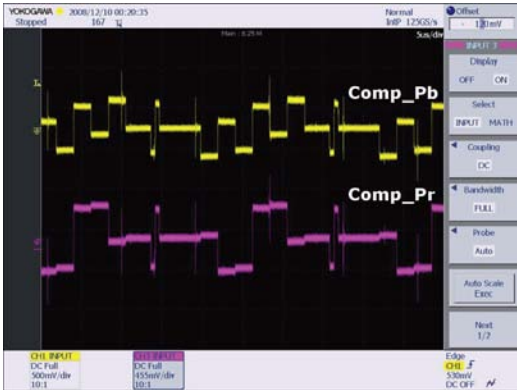 YOKOGAWA 2008/12/10 00:20:35
Stopped 167
Normal
IntP 125GS/s
Main : 6.25 M
5us/div
Comp_Pb
Comp_Pr
Offset
INPUT 3
Display
OFF ON
Select
INPUT MATH
Coupling
DC
Bandwidth
FULL
Probe
Auto
Auto Scale
Exec
Next
1/2
CH1 INPUT
DC Full
500mV/div
10:1
INPUT
DC Full
455mV/div
10:1
Edge
CH1
530mV
DC OFF